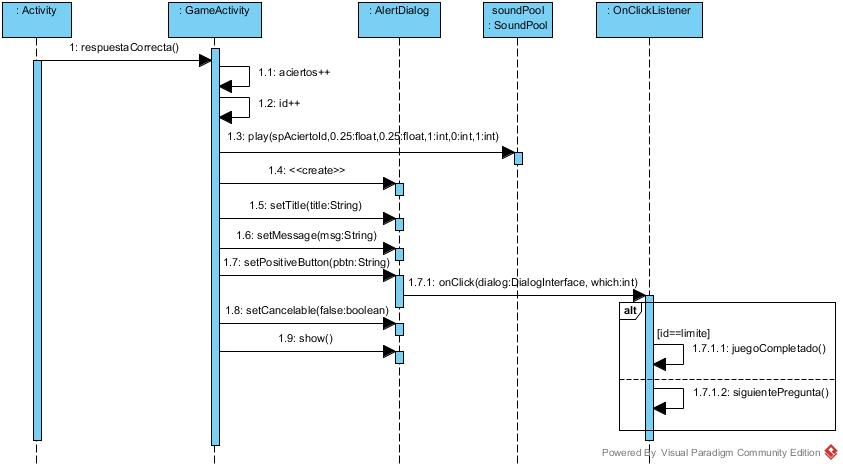 : Activity
: GameActivity
: AlertDialog
soundPool
: SoundPool
: OnClickListener
1: respuestaCorrecta()
1.1: aciertos++
1.2: id++
1.3: play(spAciertoId,0.25:float,0.25:float,1:int,0:int,1:int)
1.4: <<create>>
1.5: setTitle(title:String)
1.6: setMessage(msg:String)
1.7: setPositiveButton(pbtn:String)
1.7.1: onClick(dialog:DialogInterface, which:int)
1.8: setCancelable(false:boolean)
alt
[id==limite]
1.9: show()
1.7.1.1: juegoCompletado()
1.7.1.2: siguientePregunta()
Powered By Visual Paradigm Community Edition